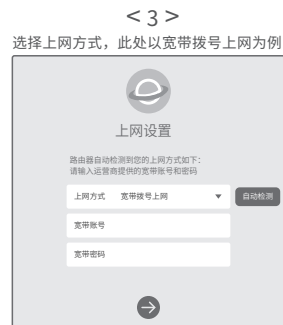 <3>
选择上网方式，此处以宽带拨号上网为例
上网设置
路由器自动检测到您的上网方式如下：
请输入运营商提供的宽带账号和密码
上网方式 宽带拨号上网 ▼ 自动检测
宽带账号
宽带密码